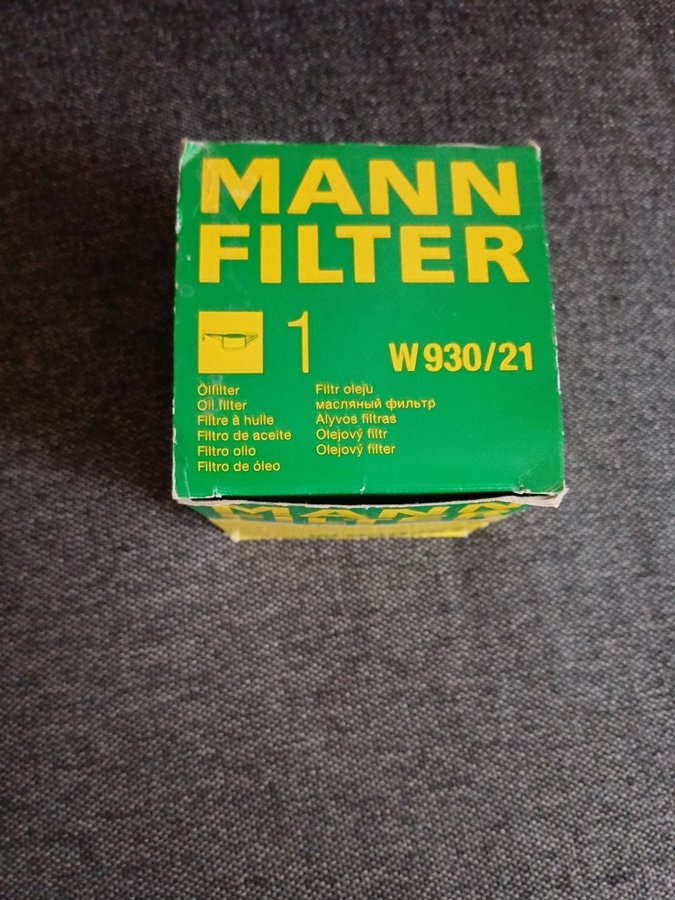 MANN
FILTER
1
W 930/21
Ölfilter
Oil filter
Filtre à huile
Filtro de aceite
Filtro olio
Filtro de óleo
Filtr oleju
масляный фильтр
Alyvos filtras
Olejový filtr
Olejový filter
MANN